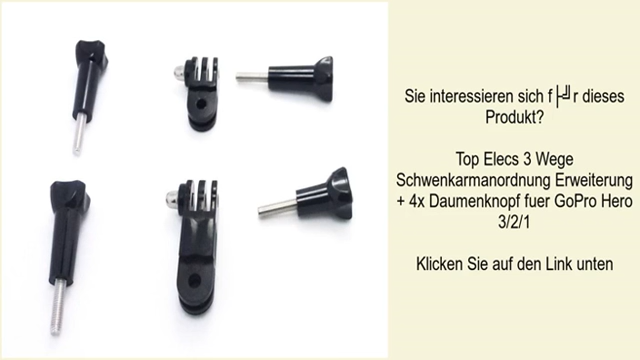 Sie interessieren sich f├╝r dieses
Produkt?
Top Elecs 3 Wege
Schwenkarmanordnung Erweiterung
+ 4x Daumenknopf fuer GoPro Hero
3/2/1
Klicken Sie auf den Link unten